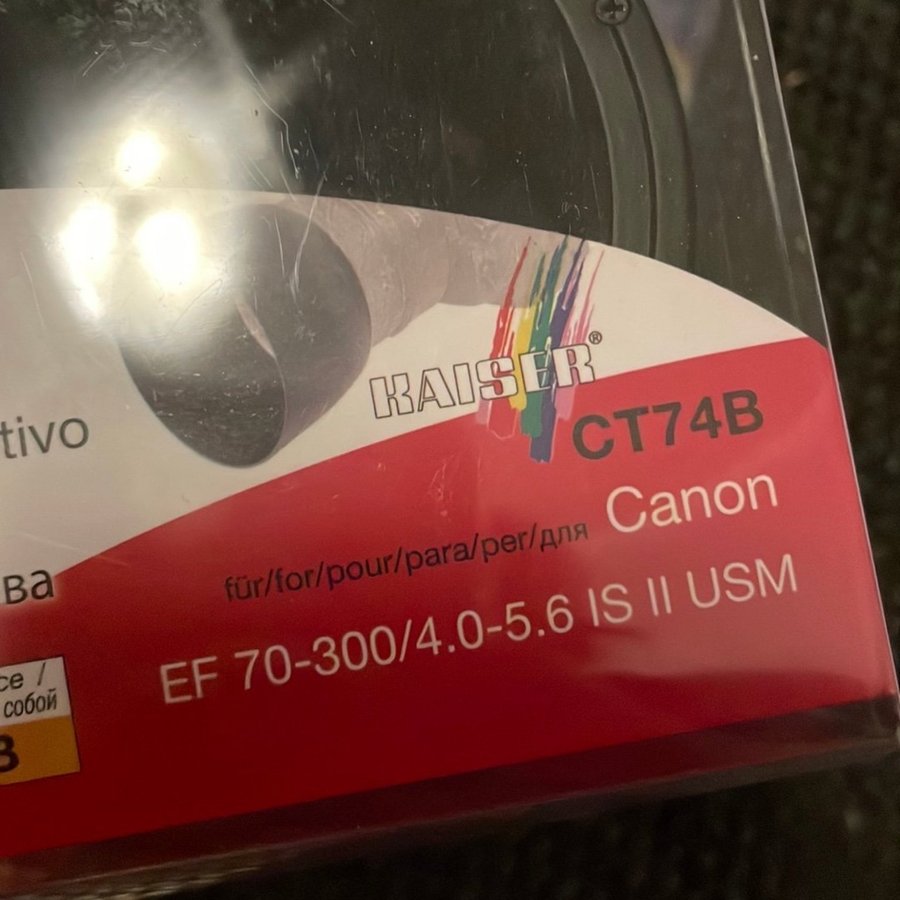 KAISER®
CT74B
tivo
für/for/pour/para/per/для Canon
ва
EF 70-300/4.0-5.6 IS II USM
ce /
собой
B